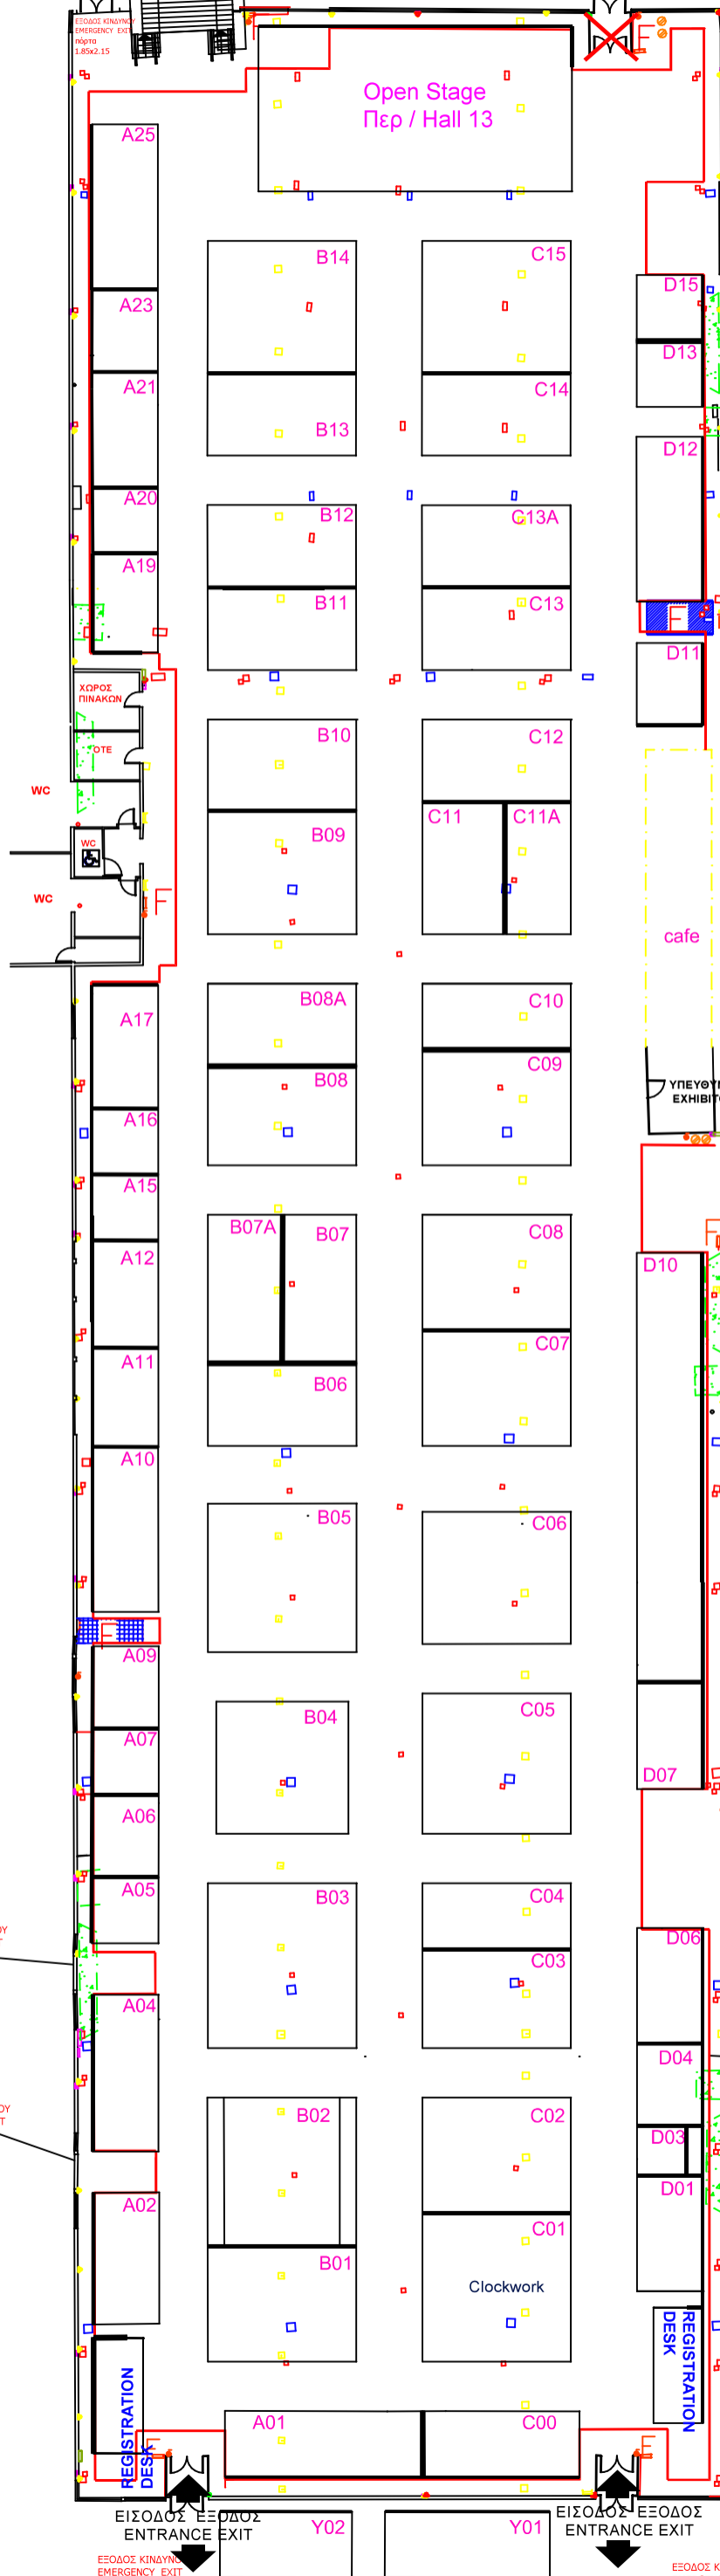 ΕΞΟΔΟΣ ΚΙΝΔΥΝΟΥ
EMERGENCY EXIT
πόρτα
1.85x2.15
F
F
Open Stage
Περ / Hall 13
A25
B14
C15
D15
A23
D13
A21
C14
B13
D12
A20
B12
C13A
A19
B11
C13
F
D11
ΧΩΡΟΣ
ΠΙΝΑΚΩΝ
OTE
B10
C12
WC
C11
C11A
B09
WC
WC
F
cafe
B08A
C10
A17
C09
B08
ΥΠΕΥΘΥΝ
EXHIBIT
A16
A15
B07A
B07
C08
F
A12
D10
A11
C07
B06
A10
B05
C06
F
A09
B04
C05
A07
D07
A06
A05
B03
C04
ΟΥ
T
C03
D06
A04
D04
ΟΥ
T
B02
C02
D03
D01
A02
C01
B01
Clockwork
REGISTRATION
DESK
REGISTRATION
DESK
A01
C00
F
F
ΕΙΣΟΔΟΣ ΕΞΟΔΟΣ
ENTRANCE EXIT
ΕΙΣΟΔΟΣ ΕΞΟΔΟΣ
ENTRANCE EXIT
Y02
Y01
ΕΞΟΔΟΣ ΚΙΝΔΥΝΟΥ
EMERGENCY EXIT
ΕΞΟΔΟΣ Κ